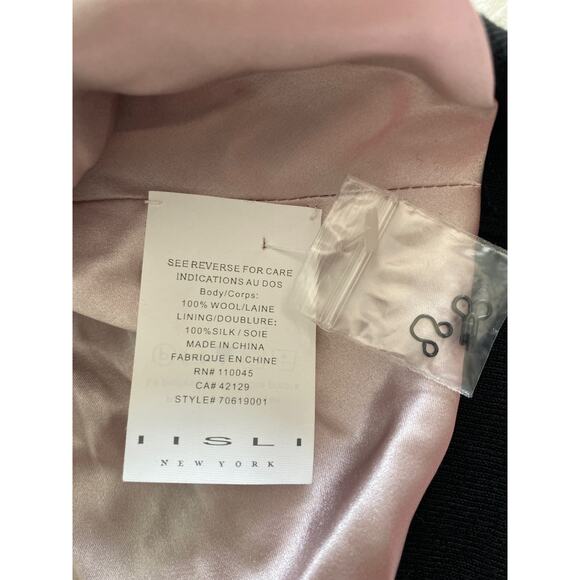 SEE REVERSE FOR CARE
INDICATIONS AU DOS
Body/Corps:
100% WOOL/LAINE
LINING/DOUBLURE:
100%SILK / SOIE
MADE IN CHINA
FABRIQUE EN CHINE
RN# 110045
CA# 42129
STYLE# 70619001
IISLI
NEW YORK